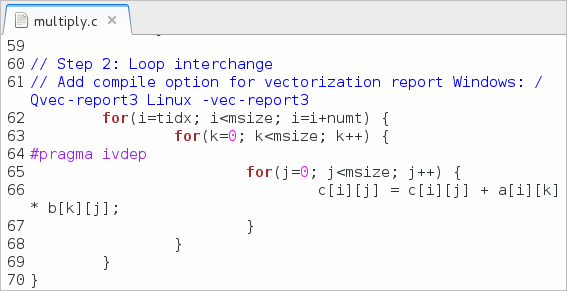 multiply.c
59
60 // Step 2: Loop interchange
61 // Add compile option for vectorization report Windows: /
Qvec-report3 Linux -vec-report3
62 for(i=tidx; i<msize; i=i+numt) {
63 for(k=0; k<msize; k++) {
64 #pragma ivdep
65 for(j=0; j<msize; j++) {
66 c[i][j] = c[i][j] + a[i][k]
* b[k][j];
67 }
68 }
69 }
70 }